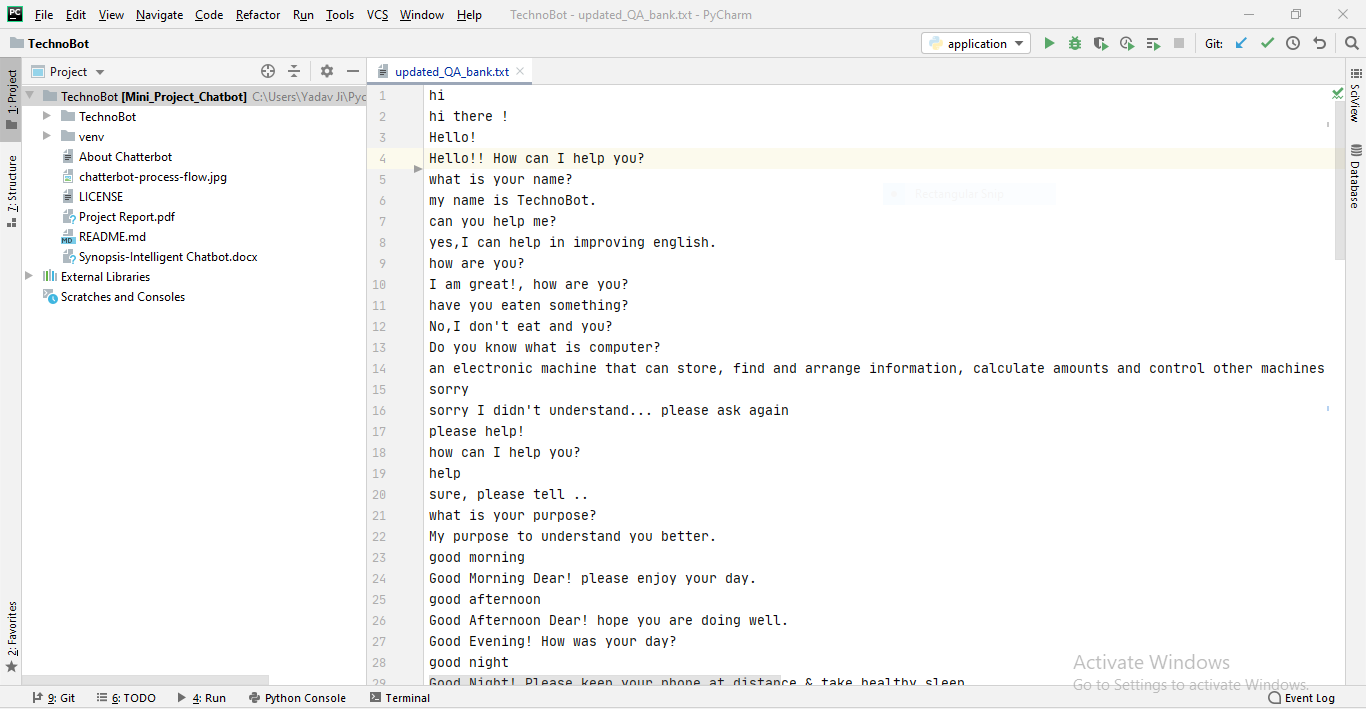 File Edit View Navigate Code Refactor Run Tools VCS Window Help TechnoBot - updated_QA_bank.txt - PyCharm
TechnoBot application Git:
1: Project
7: Structure
2: Favorites
Project
TechnoBot [Mini_Project_Chatbot] C:\Users\Yadav Ji\Pyc
TechnoBot
venv
About Chatterbot
chatterbot-process-flow.jpg
LICENSE
Project Report.pdf
README.md
Synopsis-Intelligent Chatbot.docx
External Libraries
Scratches and Consoles
updated_QA_bank.txt
1 hi
2 hi there !
3 Hello!
4 Hello!! How can I help you?
5 what is your name?
6 my name is TechnoBot.
7 can you help me?
8 yes,I can help in improving english.
9 how are you?
10 I am great!, how are you?
11 have you eaten something?
12 No,I don't eat and you?
13 Do you know what is computer?
14 an electronic machine that can store, find and arrange information, calculate amounts and control other machines
15 sorry
16 sorry I didn't understand... please ask again
17 please help!
18 how can I help you?
19 help
20 sure, please tell ..
21 what is your purpose?
22 My purpose to understand you better.
23 good morning
24 Good Morning Dear! please enjoy your day.
25 good afternoon
26 Good Afternoon Dear! hope you are doing well.
27 Good Evening! How was your day?
28 good night
29 Good Night! Please keep your phone at distance & take healthy sleep
Rectangular Snip
SciView
Database
Activate Windows
Go to Settings to activate Windows.
9: Git 6: TODO 4: Run Python Console Terminal Event Log